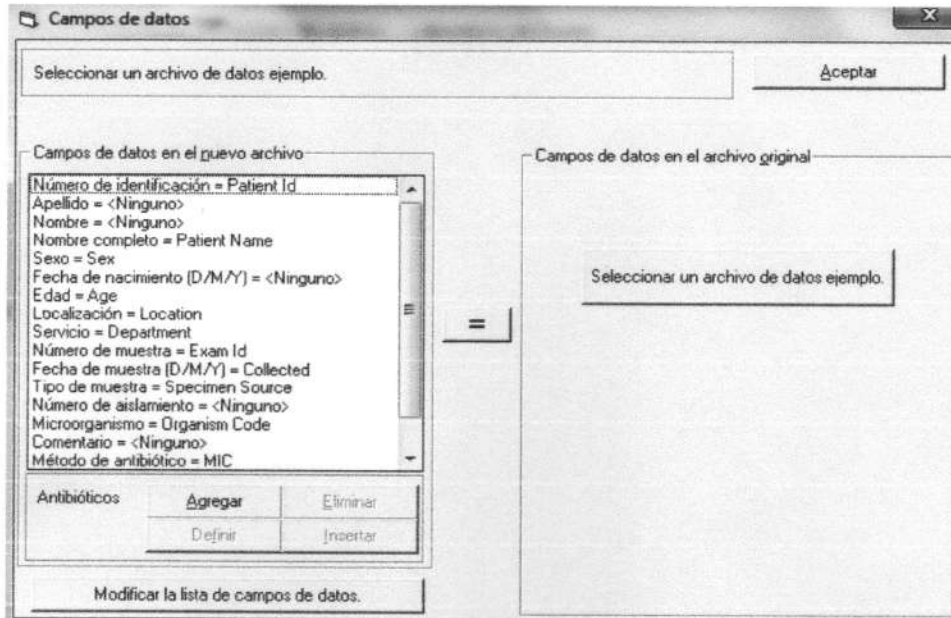 Campos de datos
Seleccionar un archivo de datos ejemplo.
Aceptar
Campos de datos en el nuevo archivo
Número de identificación = Patient Id
Apellido = <Ninguno>
Nombre = <Ninguno>
Nombre completo = Patient Name
Sexo = Sex
Fecha de nacimiento (D/M/Y) = <Ninguno>
Edad = Age
Localización = Location
Servicio = Department
Número de muestra = Exam Id
Fecha de muestra (D/M/Y) = Collected
Tipo de muestra = Specimen Source
Número de aislamiento = <Ninguno>
Microorganismo = Organism Code
Comentario = <Ninguno>
Método de antibiótico = MIC
=
Campos de datos en el archivo original
Seleccionar un archivo de datos ejemplo.
Antibióticos
Agregar
Eliminar
Definir
Insertar
Modificar la lista de campos de datos.